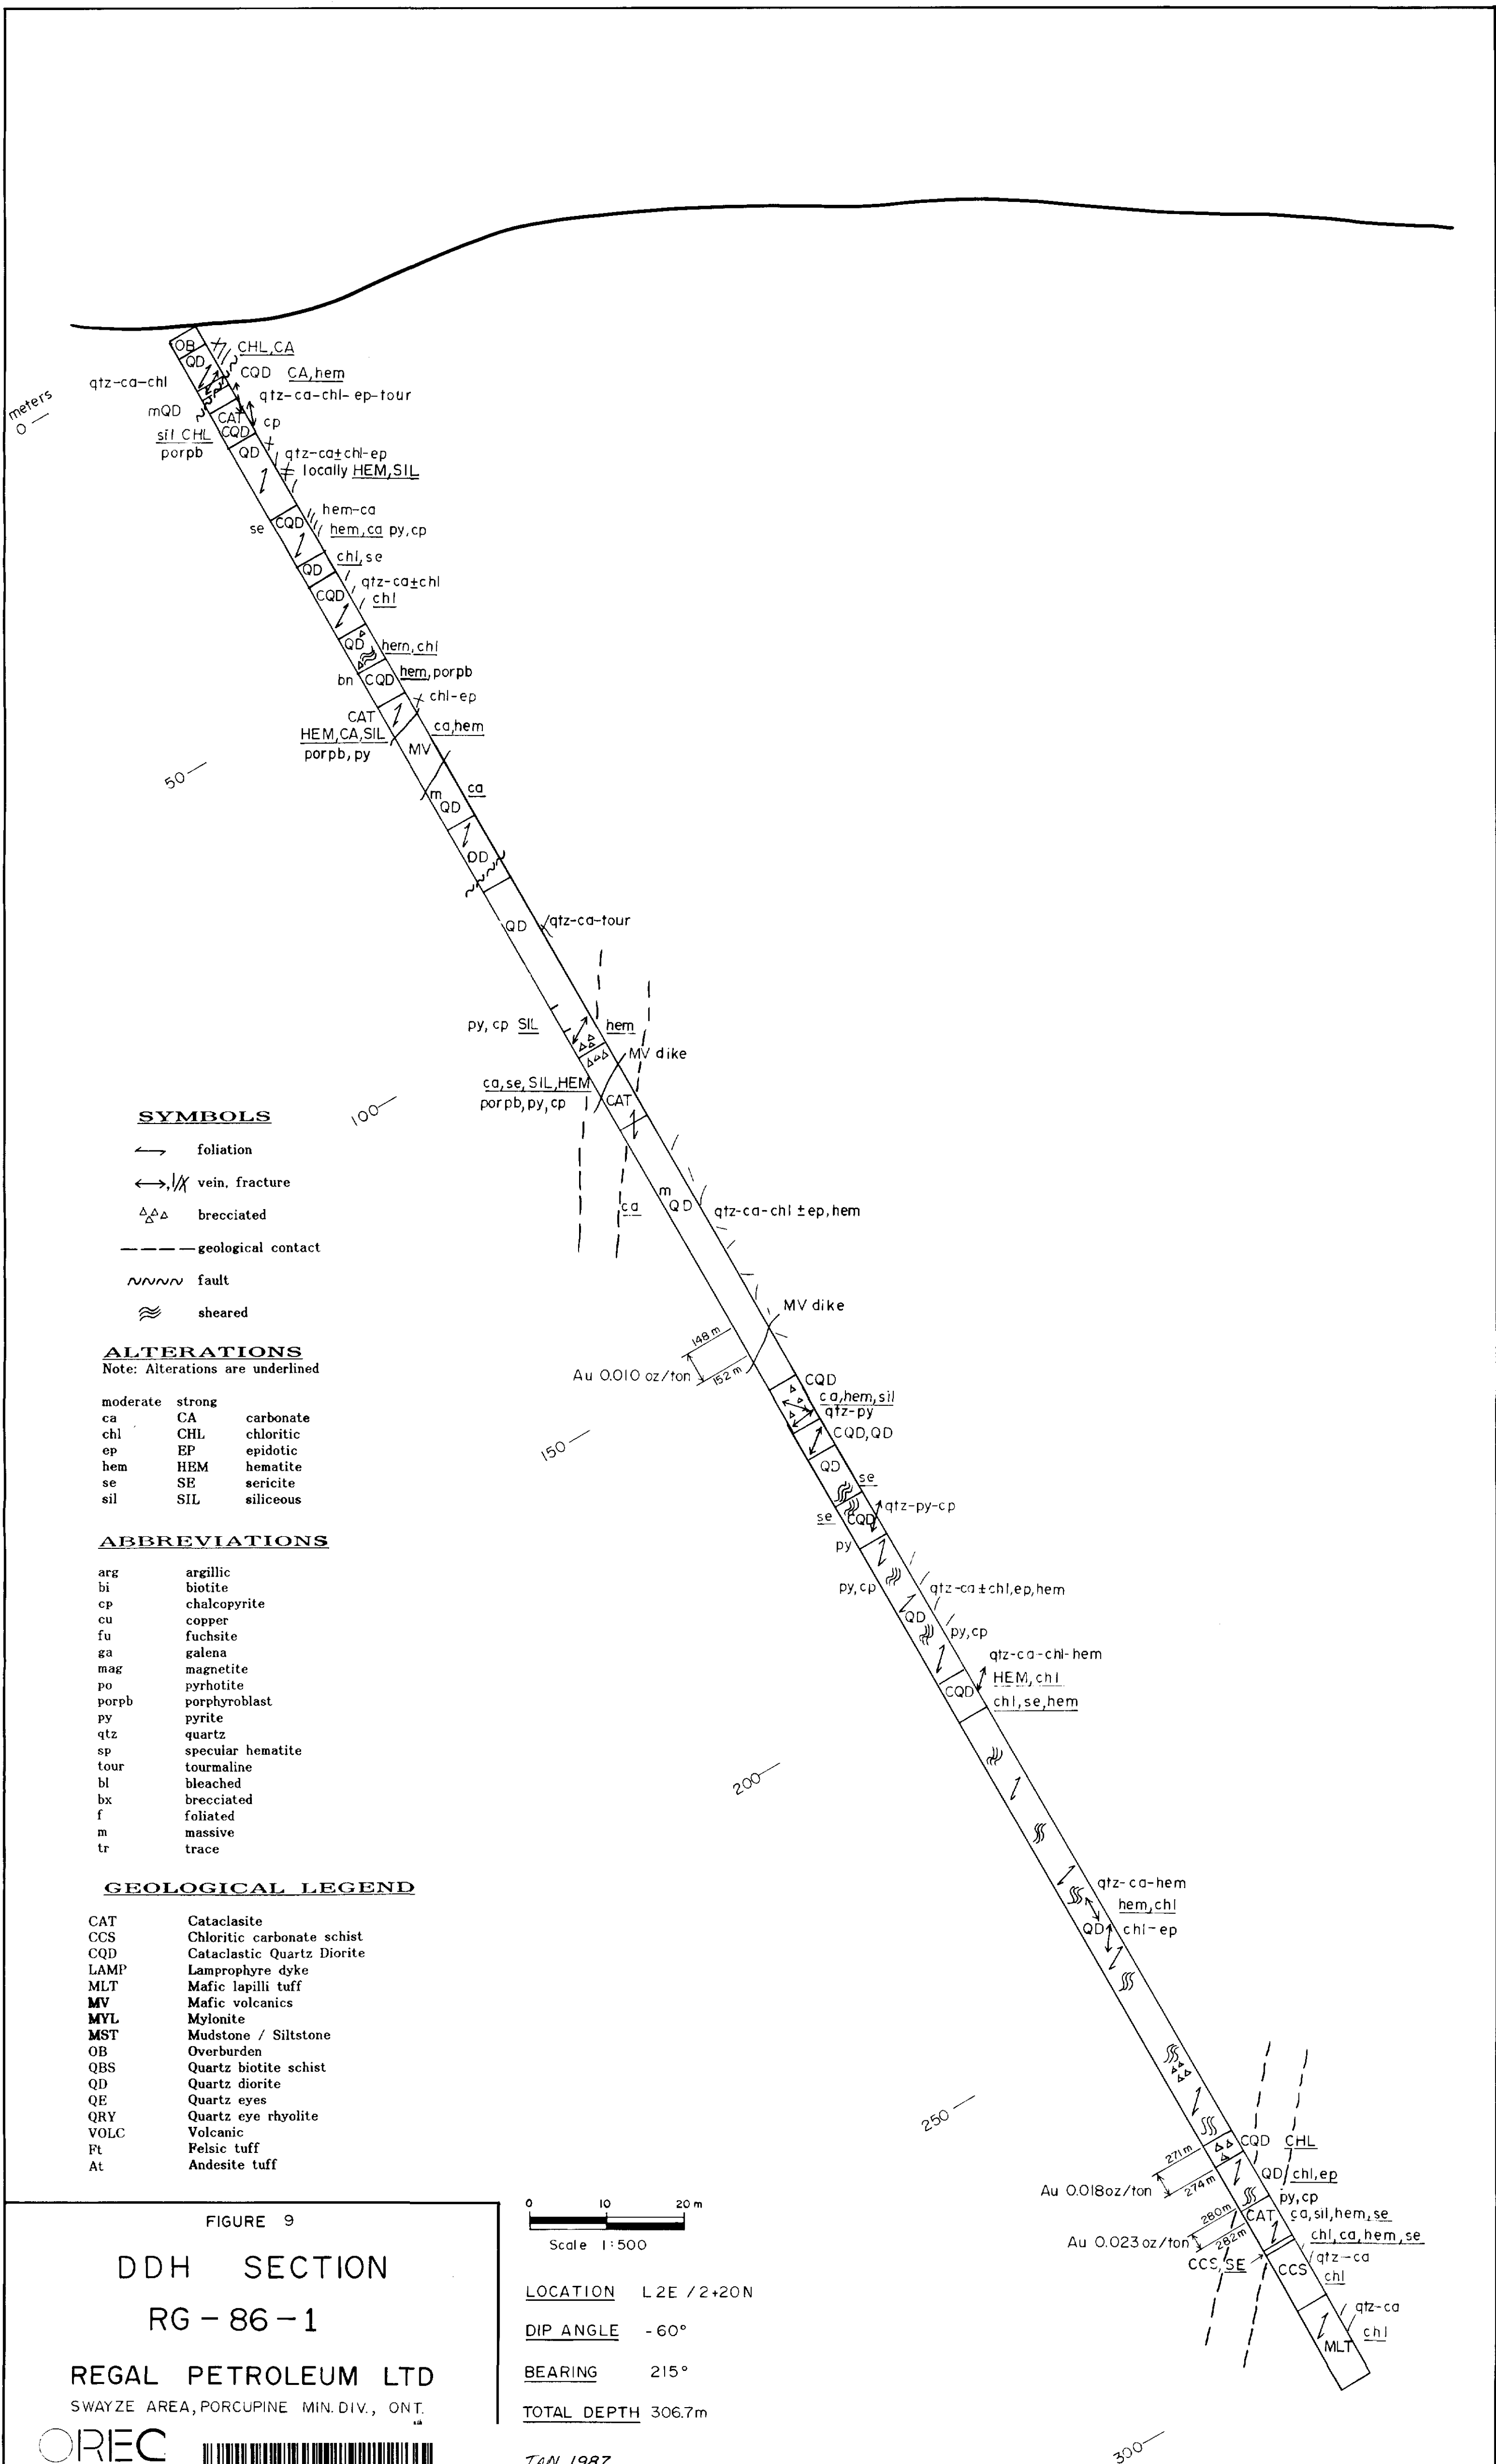 OB
CHL,CA
QD
CQD CA,hem
qtz-ca-chl
qtz-ca-chl-ep-tour
meters
0
mQD
CAT
cp
sil CHL
CQD
porpb
QD
qtz-ca±chl-ep
locally HEM,SIL
hem-ca
se
CQD
hem,ca py,cp
chl,se
QD
qtz-ca±chl
CQD
chl
QD
hem,chl
hem,porpb
bn
CQD
chl-ep
CAT
ca,hem
HEM,CA,SIL
MV
porpb,py
50
ca
m
QD
QD
QD
qtz-ca-tour
py, cp SIL
hem
MV dike
ca,se,SIL,HEM
porpb,py,cp
CAT
100
m
QD
ca
qtz-ca-chl ±ep,hem
MV dike
148 m
152 m
Au 0.010 oz/ton
CQD
ca,hem,sil
qtz-py
CQD,QD
150
QD
se
qtz-py-cp
se
CQD
py
py,cp
qtz-ca±chl,ep,hem
QD
py,cp
qtz-ca-chl-hem
HEM,chl
CQD
chl,se,hem
200
qtz-ca-hem
hem,chl
QD
chl-ep
250
CQD CHL
271m
QD chl,ep
274m
Au 0.018oz/ton
py,cp
280m
CAT
ca,sil,hem,se
282m
chl,ca,hem,se
Au 0.023oz/ton
CCS,SE
qtz-ca
CCS
chl
qtz-ca
chl
MLT
300
SYMBOLS
foliation
vein, fracture
brecciated
geological contact
fault
sheared
ALTERATIONS
Note: Alterations are underlined
moderate strong
ca CA carbonate
chl CHL chloritic
ep EP epidotic
hem HEM hematite
se SE sericite
sil SIL siliceous
ABBREVIATIONS
arg argillic
bi biotite
cp chalcopyrite
cu copper
fu fuchsite
ga galena
mag magnetite
po pyrhotite
porpb porphyroblast
py pyrite
qtz quartz
sp specular hematite
tour tourmaline
bl bleached
bx brecciated
f foliated
m massive
tr trace
GEOLOGICAL LEGEND
CAT Cataclasite
CCS Chloritic carbonate schist
CQD Cataclastic Quartz Diorite
LAMP Lamprophyre dyke
MLT Mafic lapilli tuff
MV Mafic volcanics
MYL Mylonite
MST Mudstone / Siltstone
OB Overburden
QBS Quartz biotite schist
QD Quartz diorite
QE Quartz eyes
QRY Quartz eye rhyolite
VOLC Volcanic
Ft Felsic tuff
At Andesite tuff
FIGURE 9
DDH SECTION
RG-86-1
REGAL PETROLEUM LTD
SWAYZE AREA, PORCUPINE MIN. DIV., ONT.
OREC
0 10 20 m
Scale 1:500
LOCATION L 2E / 2+20N
DIP ANGLE -60°
BEARING 215°
TOTAL DEPTH 306.7m
JAN 1987